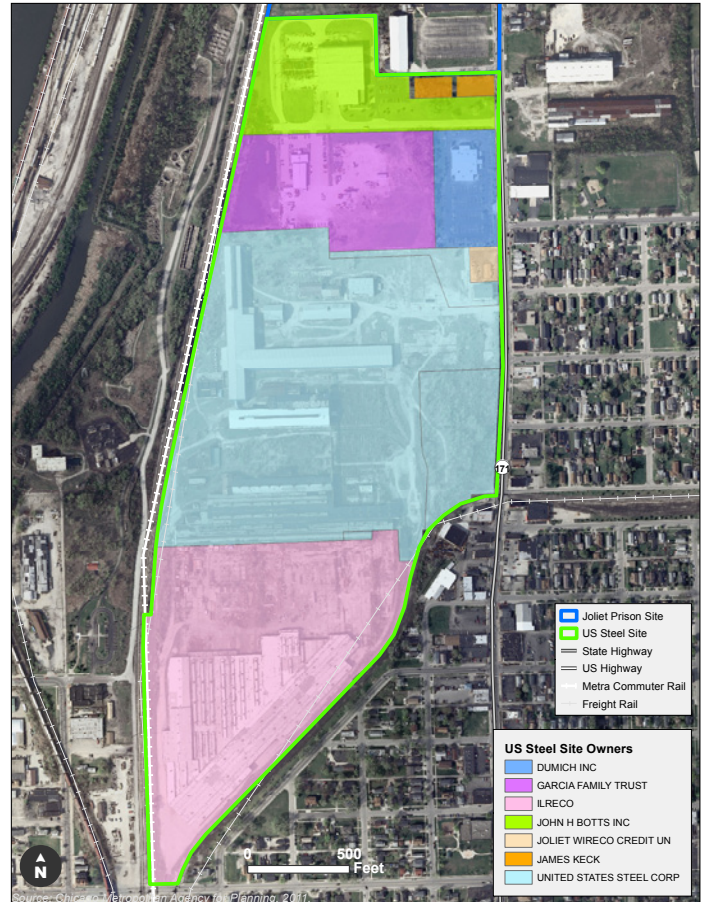 171
Joliet Prison Site
US Steel Site
State Highway
US Highway
Metra Commuter Rail
Freight Rail
US Steel Site Owners
DUMICH INC
GARCIA FAMILY TRUST
ILRECO
JOHN H BOTTS INC
JOLIET WIRECO CREDIT UN
JAMES KECK
UNITED STATES STEEL CORP
N
0 500
Feet
Source: Chicago Metropolitan Agency for Planning, 2011.